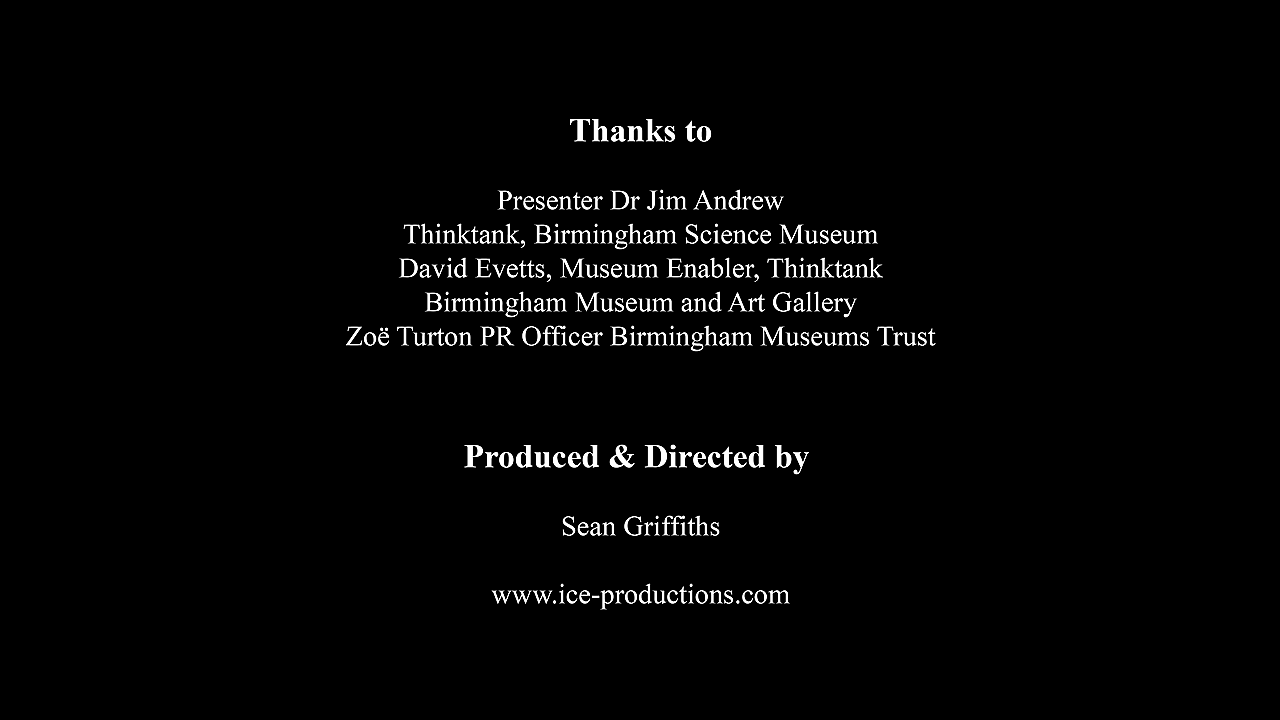 Thanks to
Presenter Dr Jim Andrew
Thinktank, Birmingham Science Museum
David Evetts, Museum Enabler, Thinktank
Birmingham Museum and Art Gallery
Zoë Turton PR Officer Birmingham Museums Trust
Produced & Directed by
Sean Griffiths
www.ice-productions.com